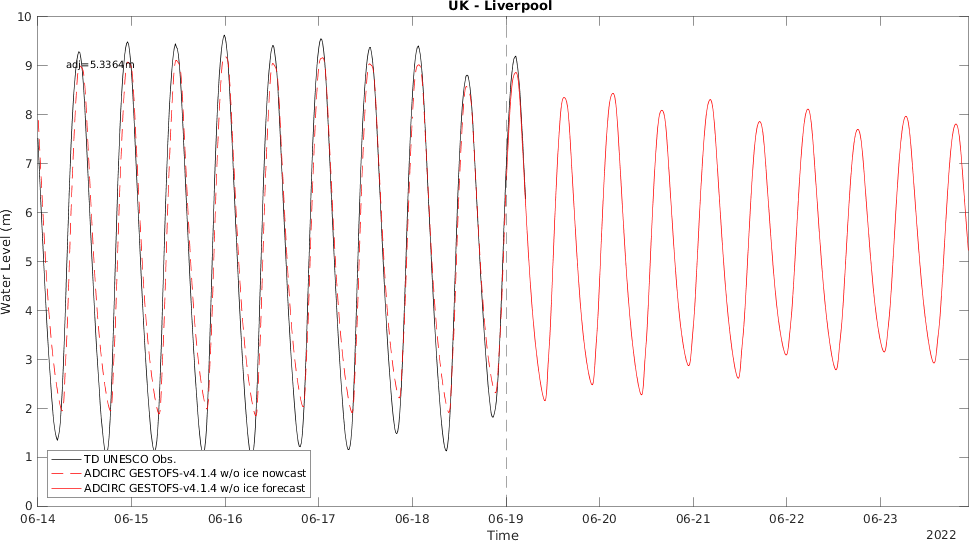 UK - Liverpool
10
9
8
7
6
5
4
3
2
1
0
Water Level (m)
adj=5.3364m
TD UNESCO Obs.
ADCIRC GESTOFS-v4.1.4 w/o ice nowcast
ADCIRC GESTOFS-v4.1.4 w/o ice forecast
06-14 06-15 06-16 06-17 06-18 06-19 06-20 06-21 06-22 06-23
Time
2022